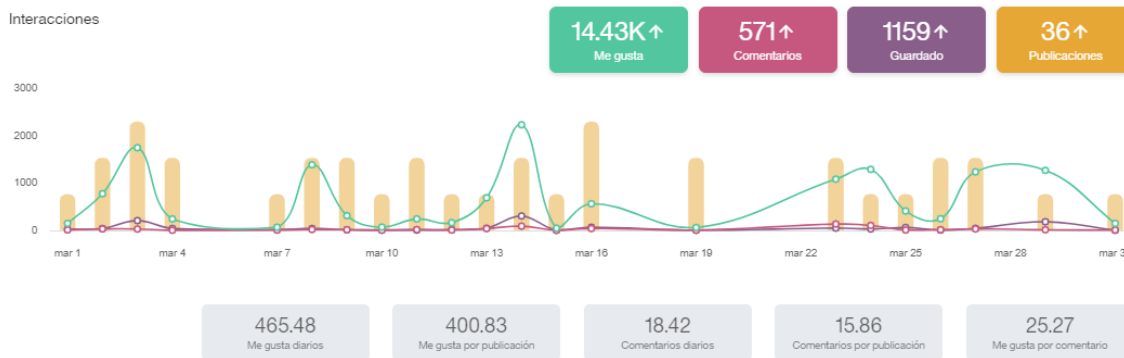 Interacciones
14.43K↑ 571↑ 1159↑ 36↑
Me gusta Comentarios Guardado Publicaciones
3000
2000
1000
0
mar 1 mar 4 mar 7 mar 10 mar 13 mar 16 mar 19 mar 22 mar 25 mar 28 mar 3
465.48 400.83 18.42 15.86 25.27
Me gusta diarios Me gusta por publicación Comentarios diarios Comentarios por publicación Me gusta por comentario